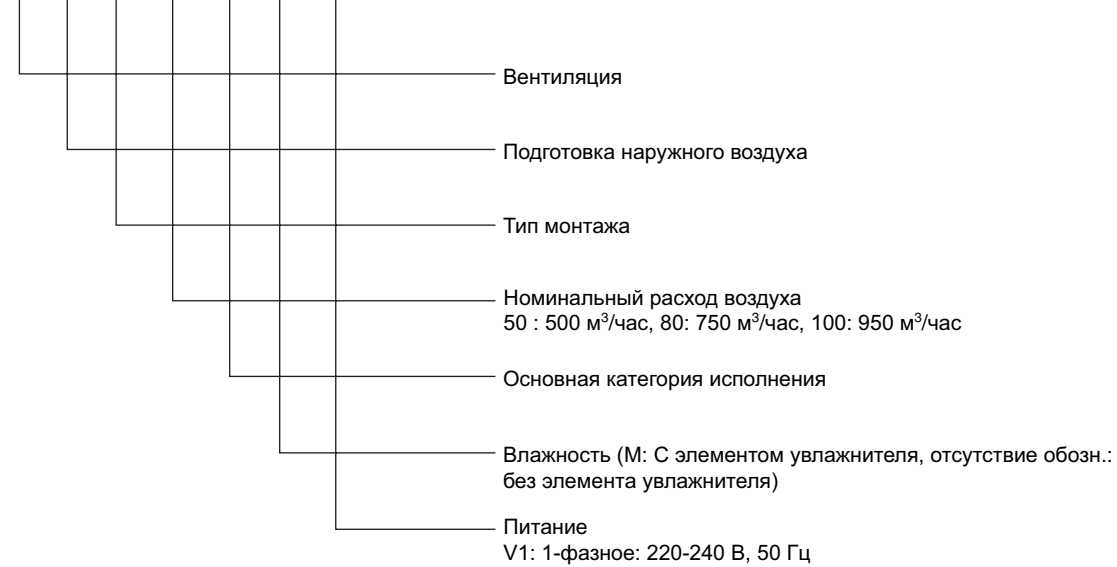 Вентиляция
Подготовка наружного воздуха
Тип монтажа
Номинальный расход воздуха
50 : 500 м³/час, 80: 750 м³/час, 100: 950 м³/час
Основная категория исполнения
Влажность (М: С элементом увлажнителя, отсутствие обозн.:
без элемента увлажнителя)
Питание
V1: 1-фазное: 220-240 В, 50 Гц